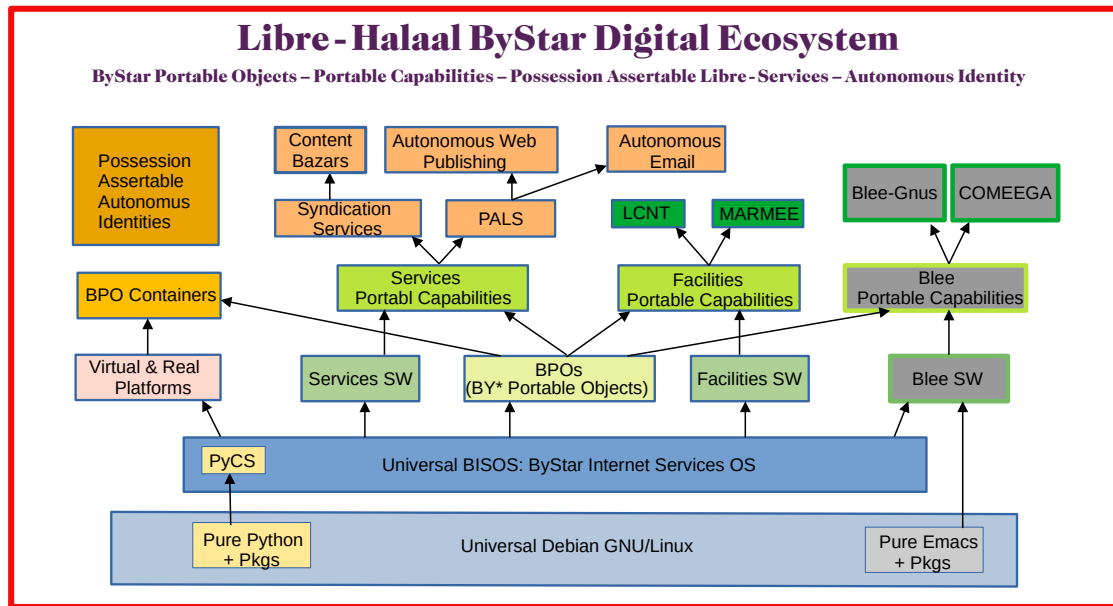 Libre-Halaal ByStar Digital Ecosystem
ByStar Portable Objects – Portable Capabilities – Possession Assertable Libre-Services – Autonomous Identity
Possession
Assertable
Autonomus
Identities
Content
Bazars
Autonomous Web
Publishing
Autonomous
Email
Blee-Gnus
COMEEGA
Syndication
Services
PALS
LCNT
MARMEE
BPO Containers
Services
Portabl Capabilities
Facilities
Portable Capabilities
Blee
Portable Capabilities
Virtual & Real
Platforms
Services SW
BPOs
(BY* Portable Objects)
Facilities SW
Blee SW
PyCS
Universal BISOS: ByStar Internet Services OS
Pure Python
+ Pkgs
Universal Debian GNU/Linux
Pure Emacs
+ Pkgs